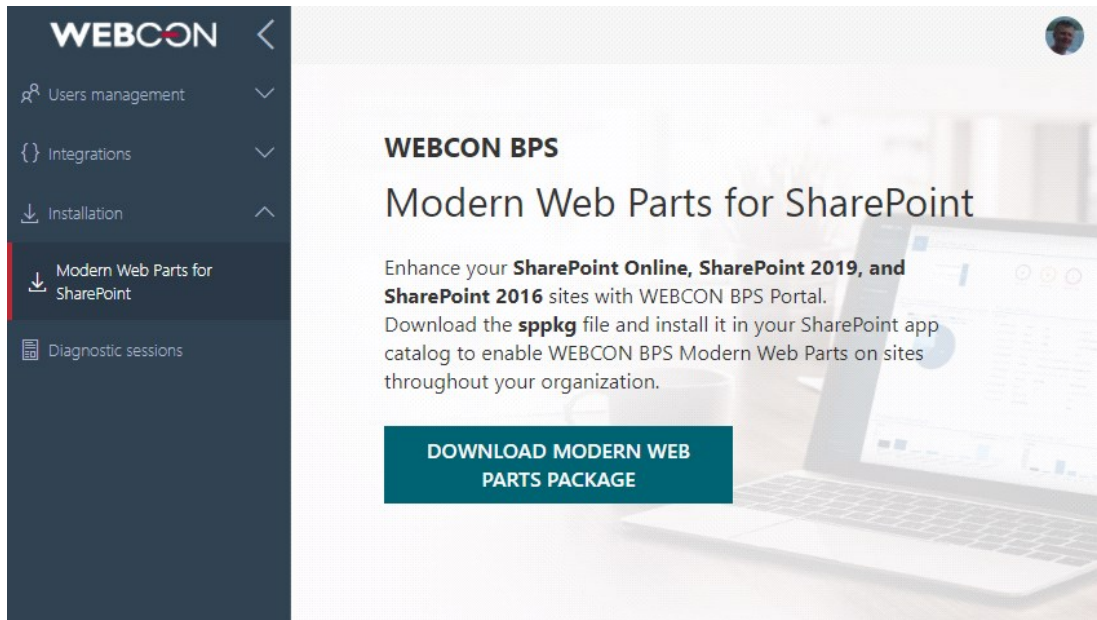 WEBCON
Users management
{} Integrations
Installation
Modern Web Parts for
SharePoint
Diagnostic sessions
WEBCON BPS
Modern Web Parts for SharePoint
Enhance your SharePoint Online, SharePoint 2019, and
SharePoint 2016 sites with WEBCON BPS Portal.
Download the sppkg file and install it in your SharePoint app
catalog to enable WEBCON BPS Modern Web Parts on sites
throughout your organization.
DOWNLOAD MODERN WEB
PARTS PACKAGE